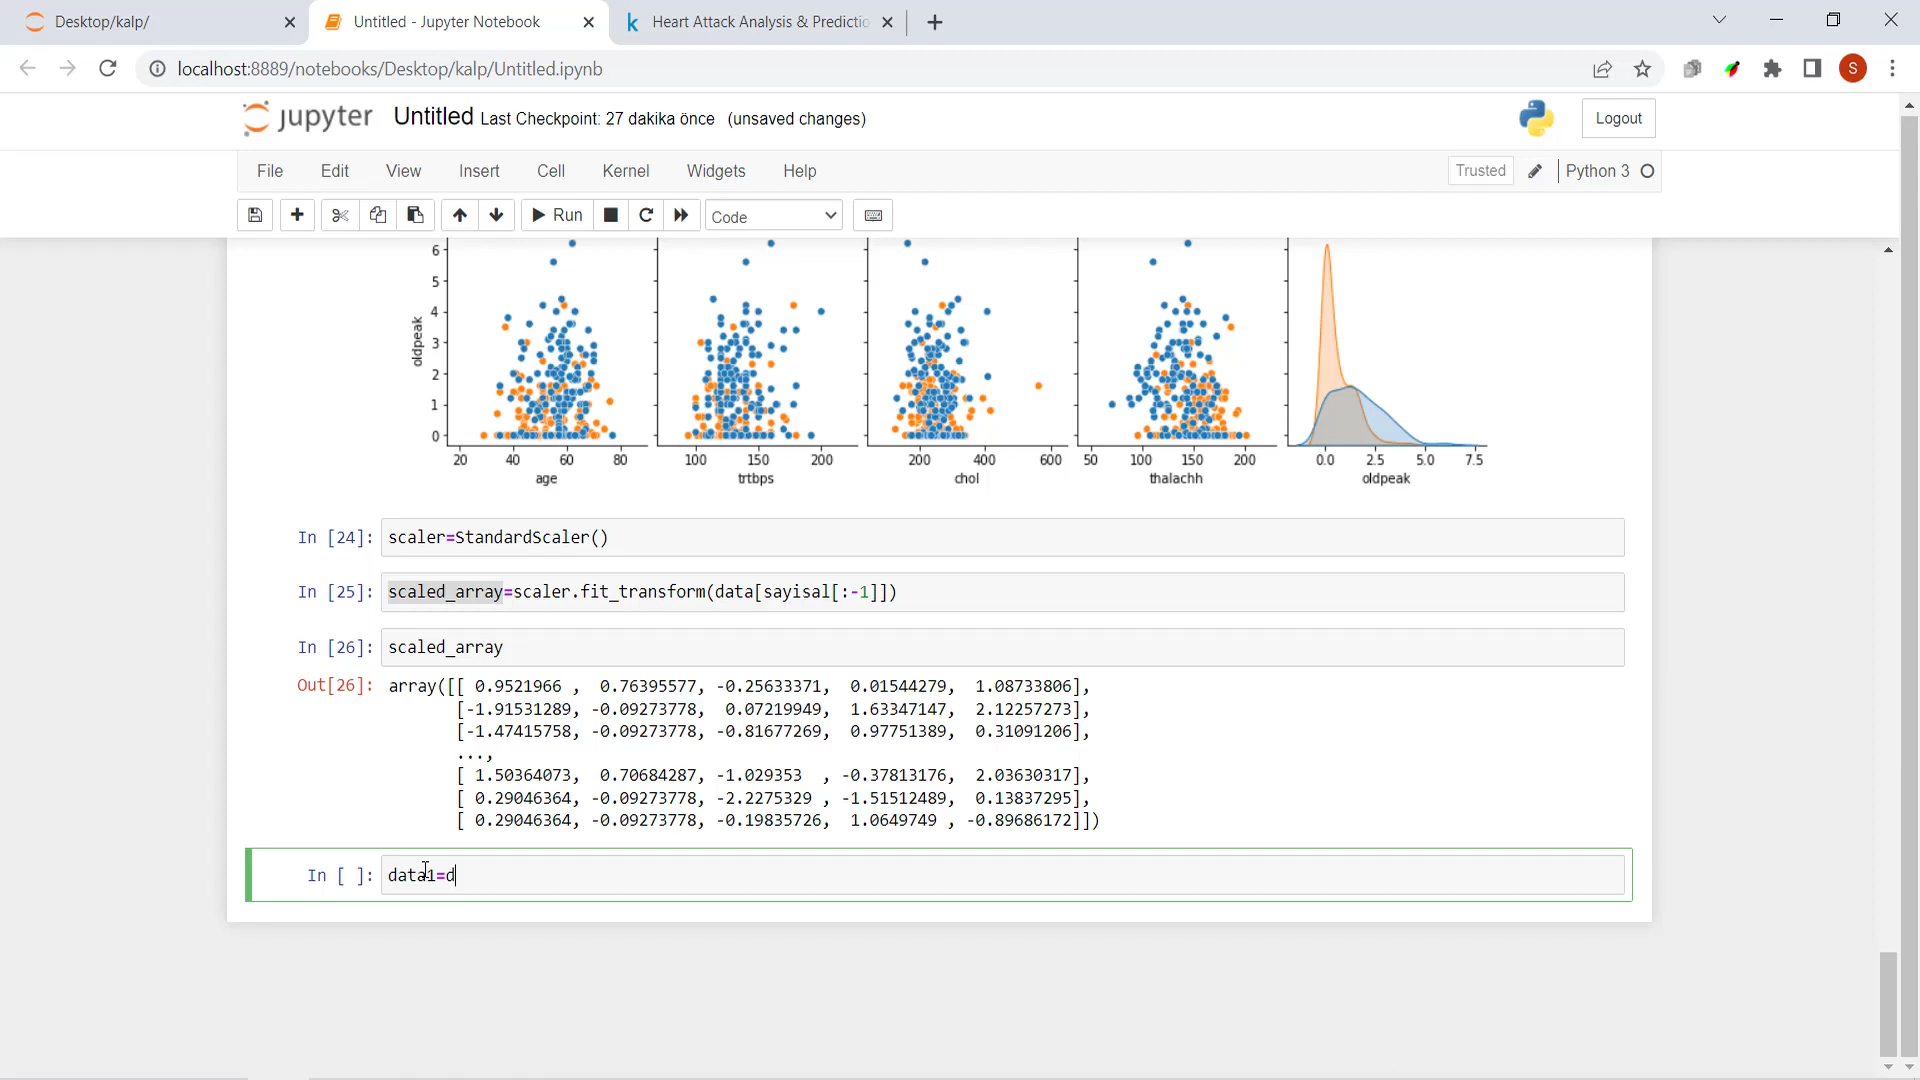 Desktop/kalp/
Untitled - Jupyter Notebook
Heart Attack Analysis & Predictio
localhost:8889/notebooks/Desktop/kalp/Untitled.ipynb
S
jupyter Untitled Last Checkpoint: 27 dakika önce (unsaved changes)
Logout
File Edit View Insert Cell Kernel Widgets Help
Trusted
Python 3
Run
Code
6
5
4
3
2
1
0
oldpeak
20 40 60 80
100 150 200
200 400 600
50 100 150 200
0.0 2.5 5.0 7.5
age trtbps chol thalachh oldpeak
In [24]: scaler=StandardScaler()
In [25]: scaled_array=scaler.fit_transform(data[sayisal[:-1]])
In [26]: scaled_array
Out[26]: array([[ 0.9521966 , 0.76395577, -0.25633371, 0.01544279, 1.08733806],
[-1.91531289, -0.09273778, 0.07219949, 1.63347147, 2.12257273],
[-1.47415758, -0.09273778, -0.81677269, 0.97751389, 0.31091206],
...,
[ 1.50364073, 0.70684287, -1.029353 , -0.37813176, 2.03630317],
[ 0.29046364, -0.09273778, -2.2275329 , -1.51512489, 0.13837295],
[ 0.29046364, -0.09273778, -0.19835726, 1.0649749 , -0.89686172]])
In [ ]: data1=d